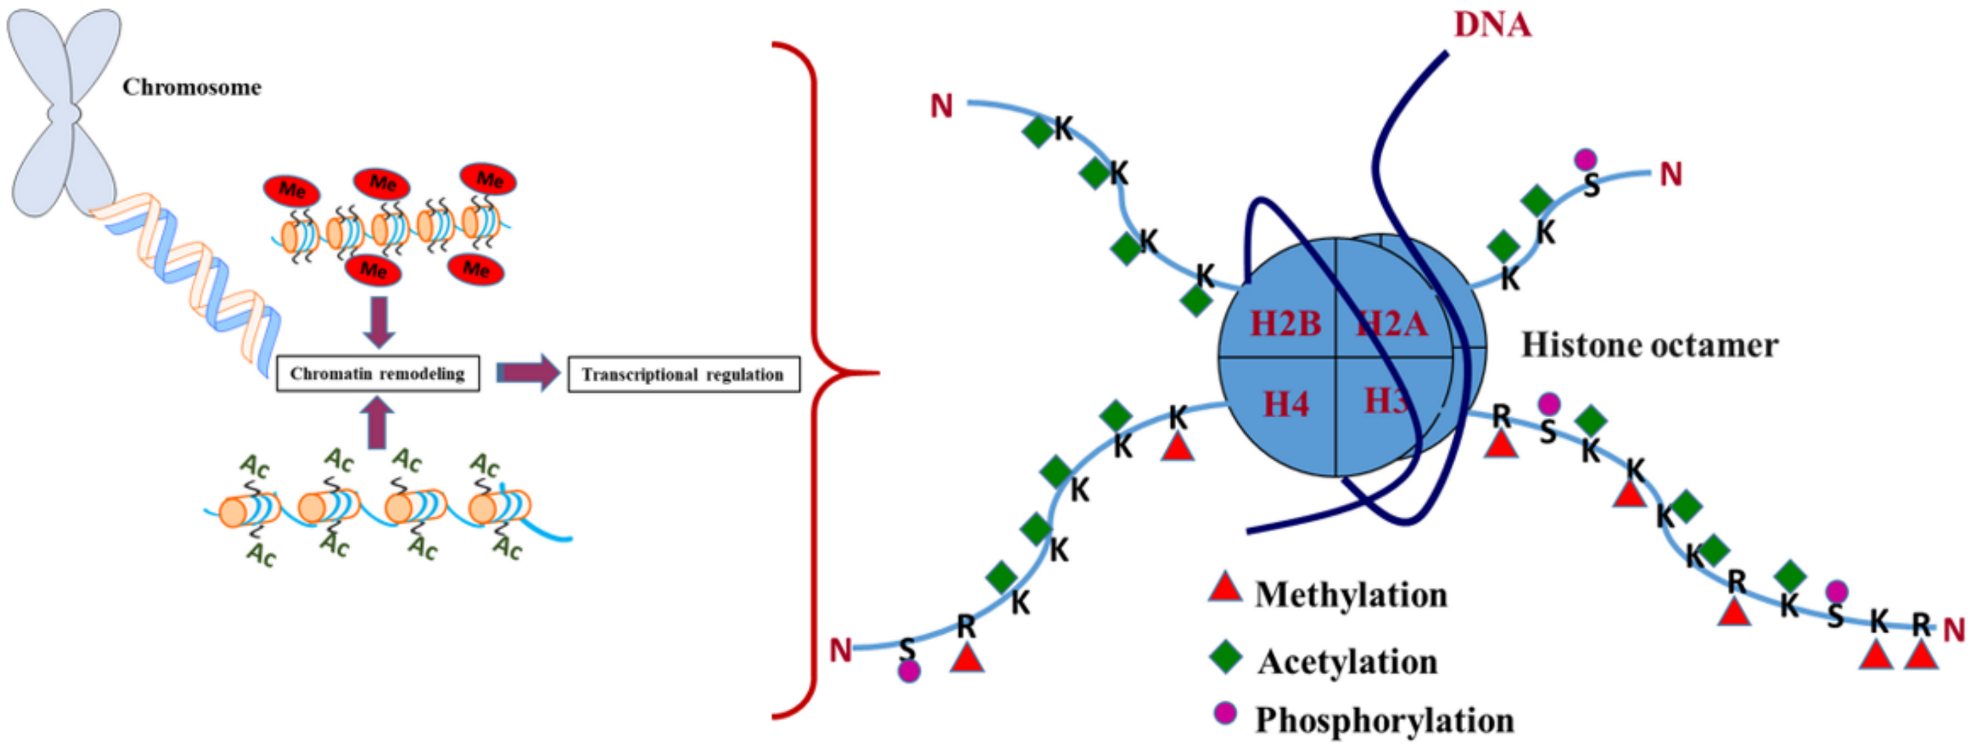 Chromosome
Me
Me
Me
Me
Me
Chromatin remodeling
Transcriptional regulation
Ac
Ac
Ac
Ac
Ac
Ac
Ac
Ac
DNA
N
K
K
K
K
S
N
K
K
H2B
H2A
H4
H3
Histone octamer
K
K
K
K
K
R
S
N
R
S
K
K
K
K
R
K
S
K
R
N
Methylation
Acetylation
Phosphorylation